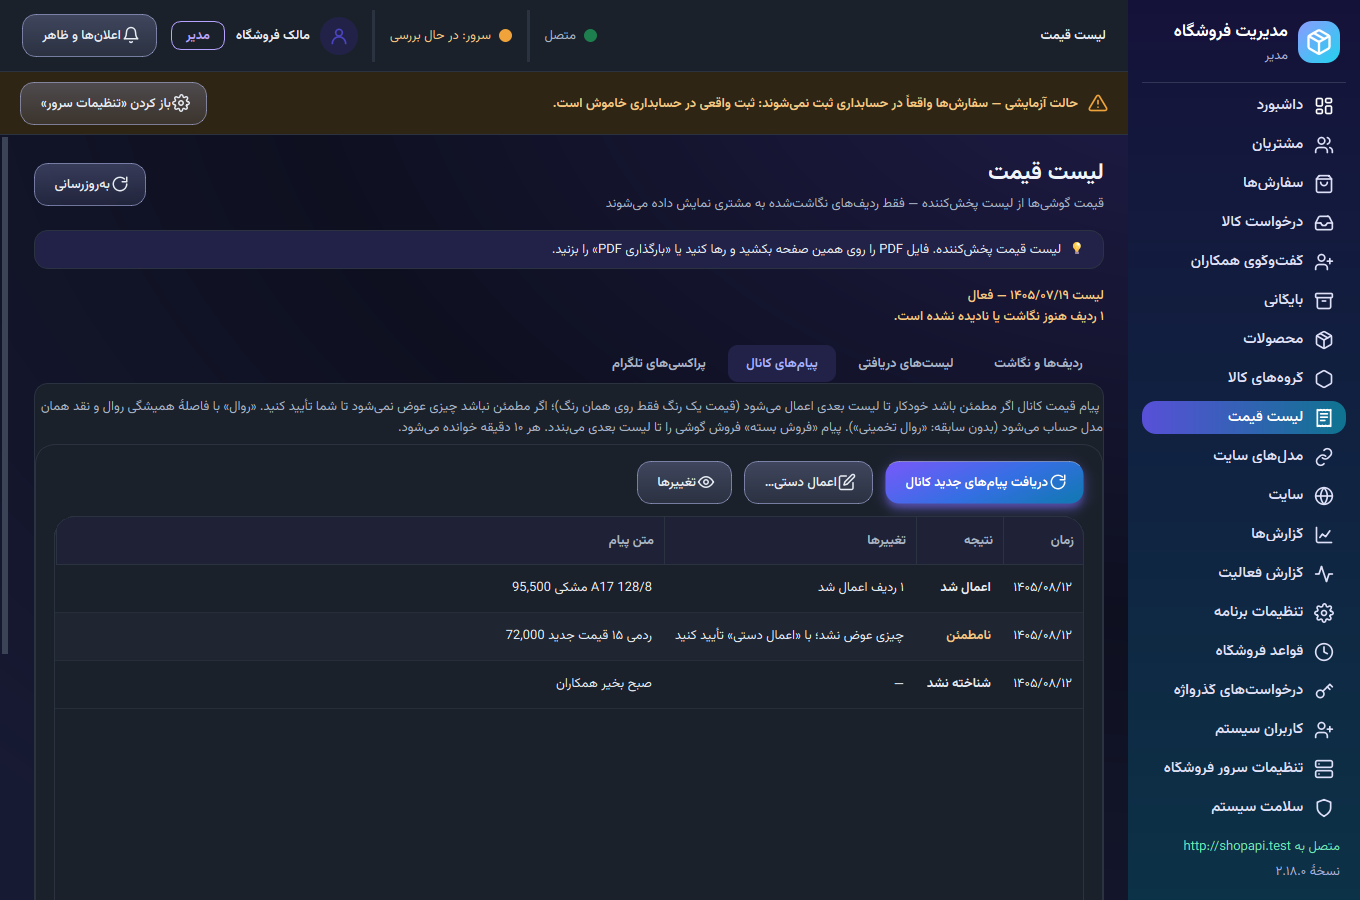 مدیریت فروشگاه
مدیر
داشبورد
مشتریان
سفارش‌ها
درخواست کالا
گفت‌وگوی همکاران
بایگانی
محصولات
گروه‌های کالا
لیست قیمت
مدل‌های سایت
سایت
گزارش‌ها
گزارش فعالیت
تنظیمات برنامه
قواعد فروشگاه
درخواست‌های گذرواژه
کاربران سیستم
تنظیمات سرور فروشگاه
سلامت سیستم
متصل به http://shopapi.test
نسخهٔ ۲.۱۸.۰
لیست قیمت
متصل
سرور: در حال بررسی
مالک فروشگاه
مدیر
اعلان‌ها و ظاهر
حالت آزمایشی — سفارش‌ها واقعاً در حسابداری ثبت نمی‌شوند: ثبت واقعی در حسابداری خاموش است.
باز کردن «تنظیمات سرور»
لیست قیمت
قیمت گوشی‌ها از لیست پخش‌کننده — فقط ردیف‌های نگاشت‌شده به مشتری نمایش داده می‌شوند
به‌روزرسانی
لیست قیمت پخش‌کننده. فایل PDF را روی همین صفحه بکشید و رها کنید یا «بارگذاری PDF» را بزنید.
لیست ۱۴۰۵/۰۷/۱۹ — فعال
۱ ردیف هنوز نگاشت یا نادیده نشده است.
ردیف‌ها و نگاشت
لیست‌های دریافتی
پیام‌های کانال
پراکسی‌های تلگرام
پیام قیمت کانال اگر مطمئن باشد خودکار تا لیست بعدی اعمال می‌شود (قیمت یک رنگ فقط روی همان رنگ)؛ اگر مطمئن نباشد چیزی عوض نمی‌شود تا شما تأیید کنید. «روال» با فاصلهٔ همیشگی روال و نقد همان
مدل حساب می‌شود (بدون سابقه: «روال تخمینی»). پیام «فروش بسته» فروش گوشی را تا لیست بعدی می‌بندد. هر ۱۰ دقیقه خوانده می‌شود.
دریافت پیام‌های جدید کانال
اعمال دستی...
تغییرها
زمان
نتیجه
تغییرها
متن پیام
۱۴۰۵/۰۸/۱۲
اعمال شد
۱ ردیف اعمال شد
A17 128/8 مشکی 95,500
۱۴۰۵/۰۸/۱۲
نامطمئن
چیزی عوض نشد؛ با «اعمال دستی» تأیید کنید
ردمی ۱۵ قیمت جدید 72,000
۱۴۰۵/۰۸/۱۲
شناخته نشد
—
صبح بخیر همکاران